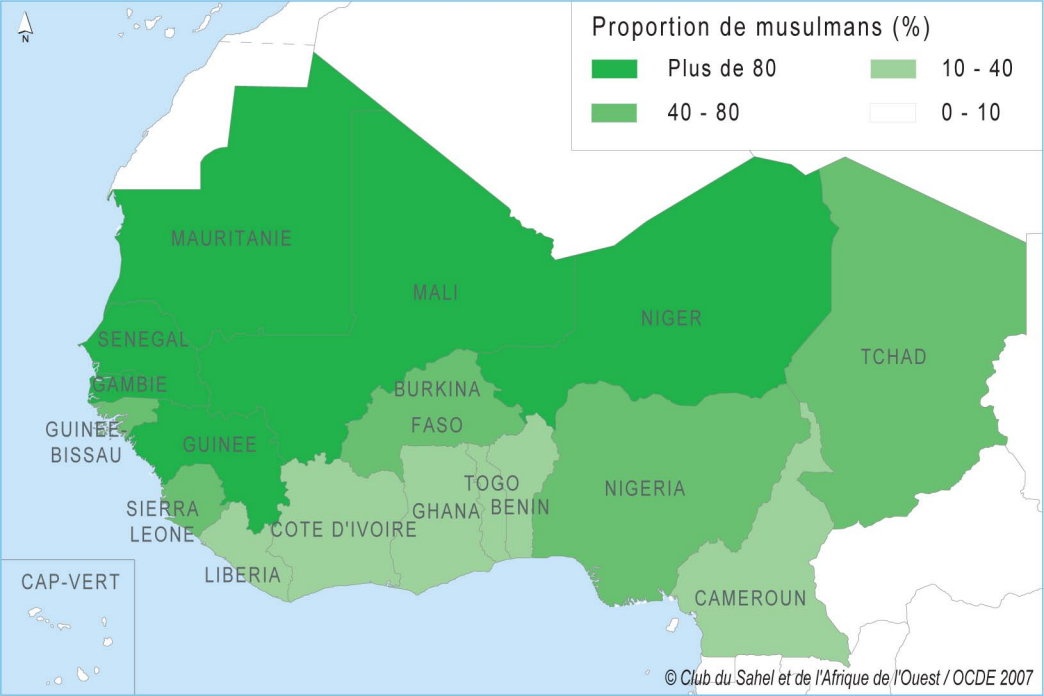 N
Proportion de musulmans (%)
Plus de 80
10 - 40
40 - 80
0 - 10
MAURITANIE
MALI
NIGER
SENEGAL
TCHAD
GAMBIE
BURKINA
FASO
GUINEE-
BISSAU
GUINEE
TOGO
NIGERIA
SIERRA
LEONE
GHANA
BENIN
COTE D'IVOIRE
LIBERIA
CAP-VERT
CAMEROUN
© Club du Sahel et de l'Afrique de l'Ouest / OCDE 2007